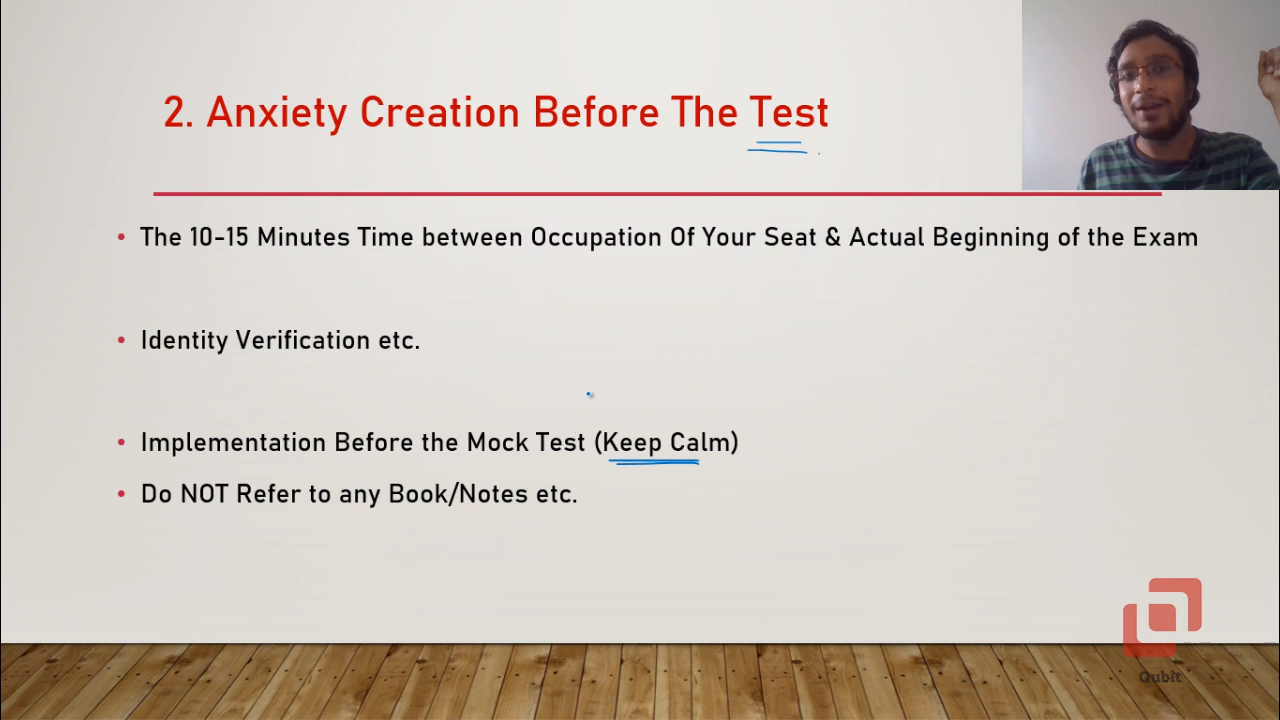 2. Anxiety Creation Before The Test
• The 10-15 Minutes Time between Occupation Of Your Seat & Actual Beginning of the Exam
• Identity Verification etc.
• Implementation Before the Mock Test (Keep Calm)
• Do NOT Refer to any Book/Notes etc.
Qubit